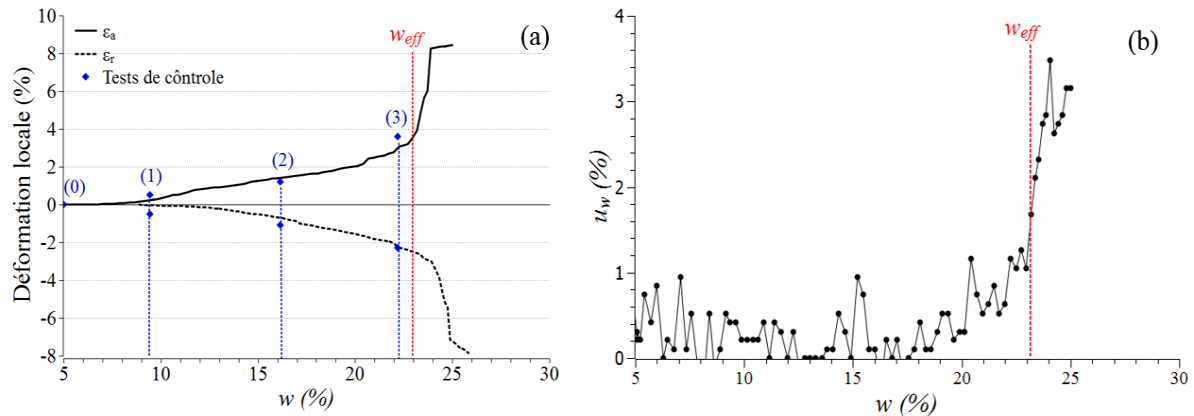 (a)
εa
εr
Tests de côntrole
weff
(0)
(1)
(2)
(3)
Déformation locale (%)
10
8
6
4
2
0
-2
-4
-6
-8
5
10
15
20
25
30
w (%)
(b)
weff
uw (%)
4
3
2
1
0
5
10
15
20
25
30
w (%)